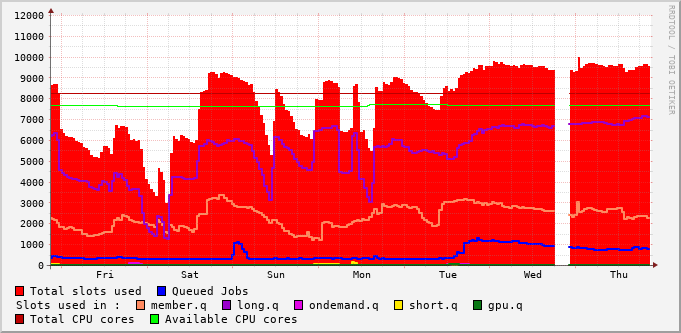 RRDTOOL / TOBI OETIKER
12000
11000
10000
9000
8000
7000
6000
5000
4000
3000
2000
1000
0
Fri Sat Sun Mon Tue Wed Thu
Total slots used Queued Jobs
Slots used in : member.q long.q ondemand.q short.q gpu.q
Total CPU cores Available CPU cores